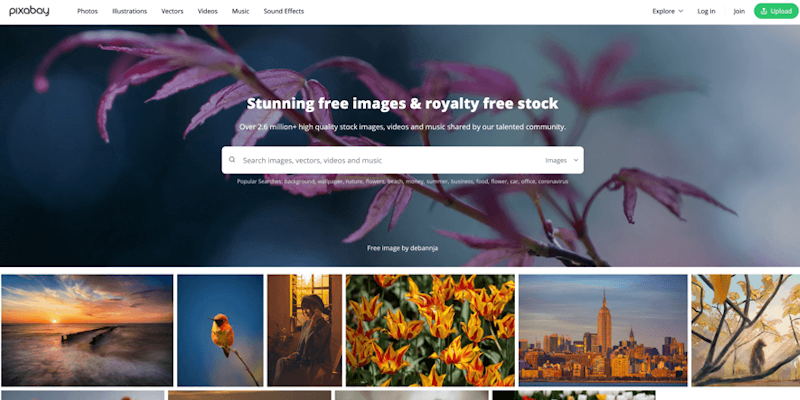 pixabay
Photos Illustrations Vectors Videos Music Sound Effects
Explore Log in Join Upload
Stunning free images & royalty free stock
Over 2.6 million+ high quality stock images, videos and music shared by our talented community.
Search images, vectors, videos and music Images
Popular Searches: background, wallpaper, nature, flowers, beach, money, summer, business, food, flower, car, office, coronavirus
Free image by debannja